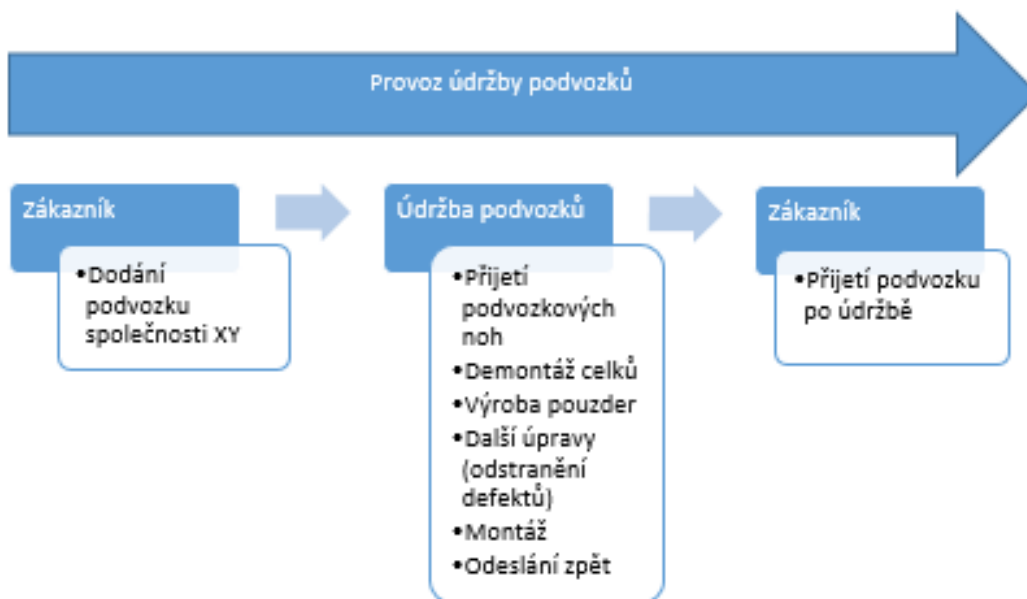 Provoz údržby podvozků
Zákazník
•Dodání
podvozku
společnosti XY
Údržba podvozků
•Přijetí
podvozkových
noh
•Demontáž celků
•Výroba pouzder
•Další úpravy
(odstranění
defektů)
•Montáž
•Odeslání zpět
Zákazník
•Přijetí podvozku
po údržbě